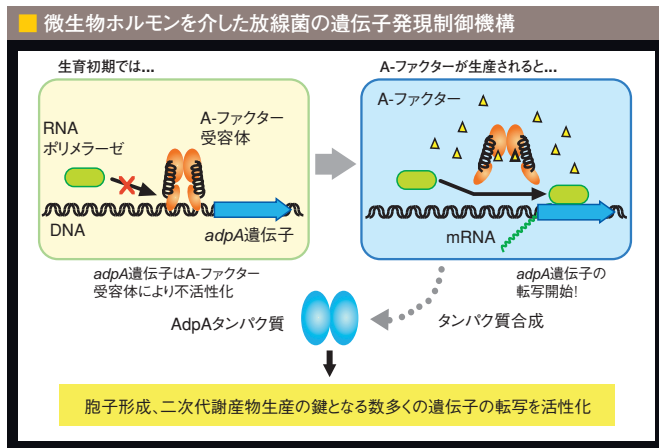 微生物ホルモンを介した放線菌の遺伝子発現制御機構
生育初期では...
A-ファクターが生産されると...
RNA
ポリメラーゼ
A-ファクター
受容体
DNA
adpA遺伝子
A-ファクター
mRNA
adpA遺伝子はA-ファクター
受容体により不活性化
adpA遺伝子の
転写開始!
AdpAタンパク質
タンパク質合成
胞子形成、二次代謝産物生産の鍵となる数多くの遺伝子の転写を活性化